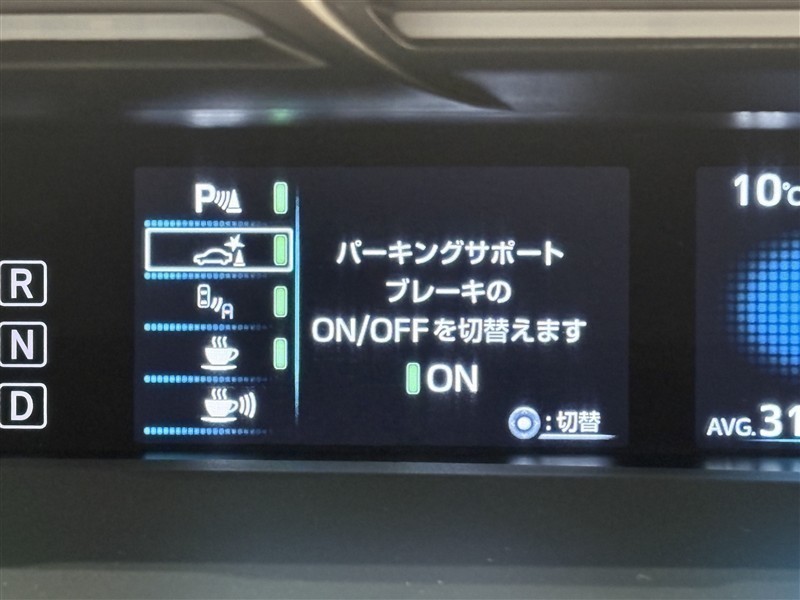 P
A
R
N
D
パーキングサポート
ブレーキの
ON/OFFを切替えます
ON
:切替
10℃
AVG.31